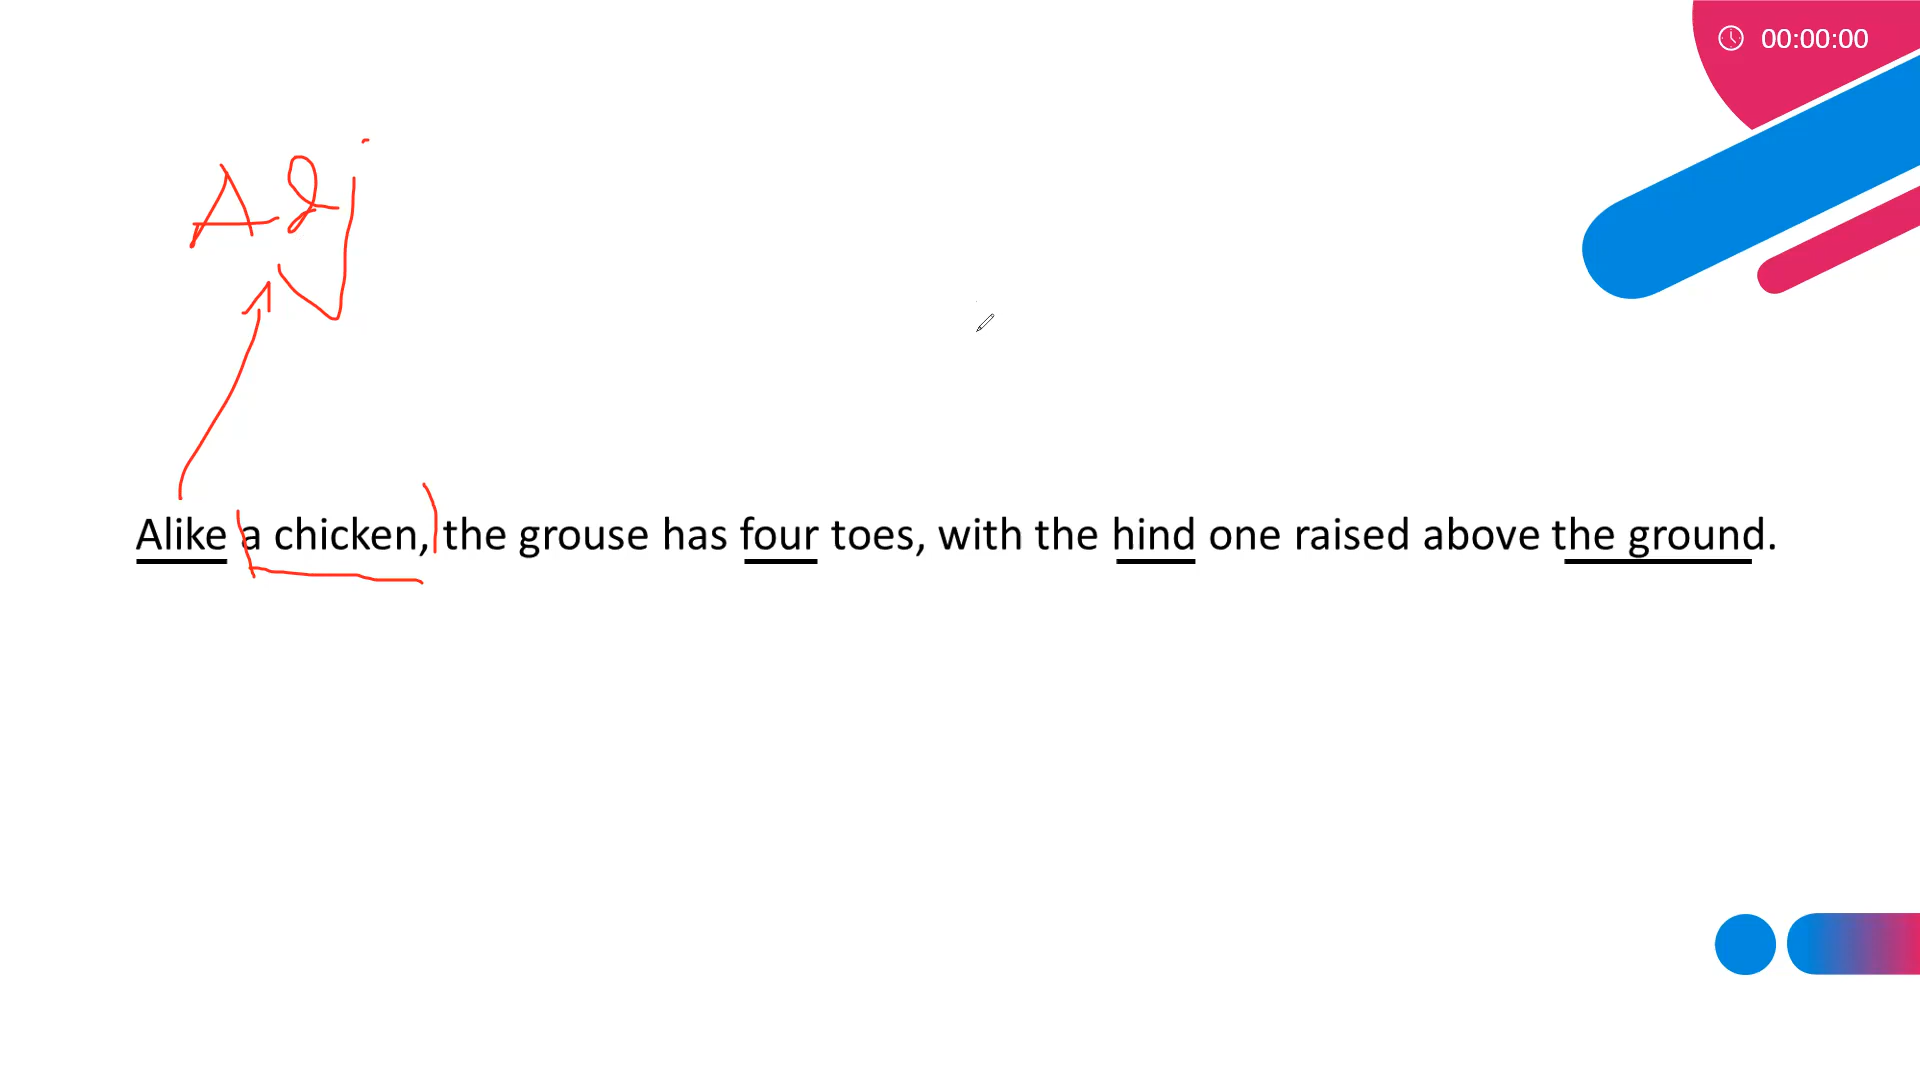 00:00:00
Adj
Alike a chicken, the grouse has four toes, with the hind one raised above the ground.